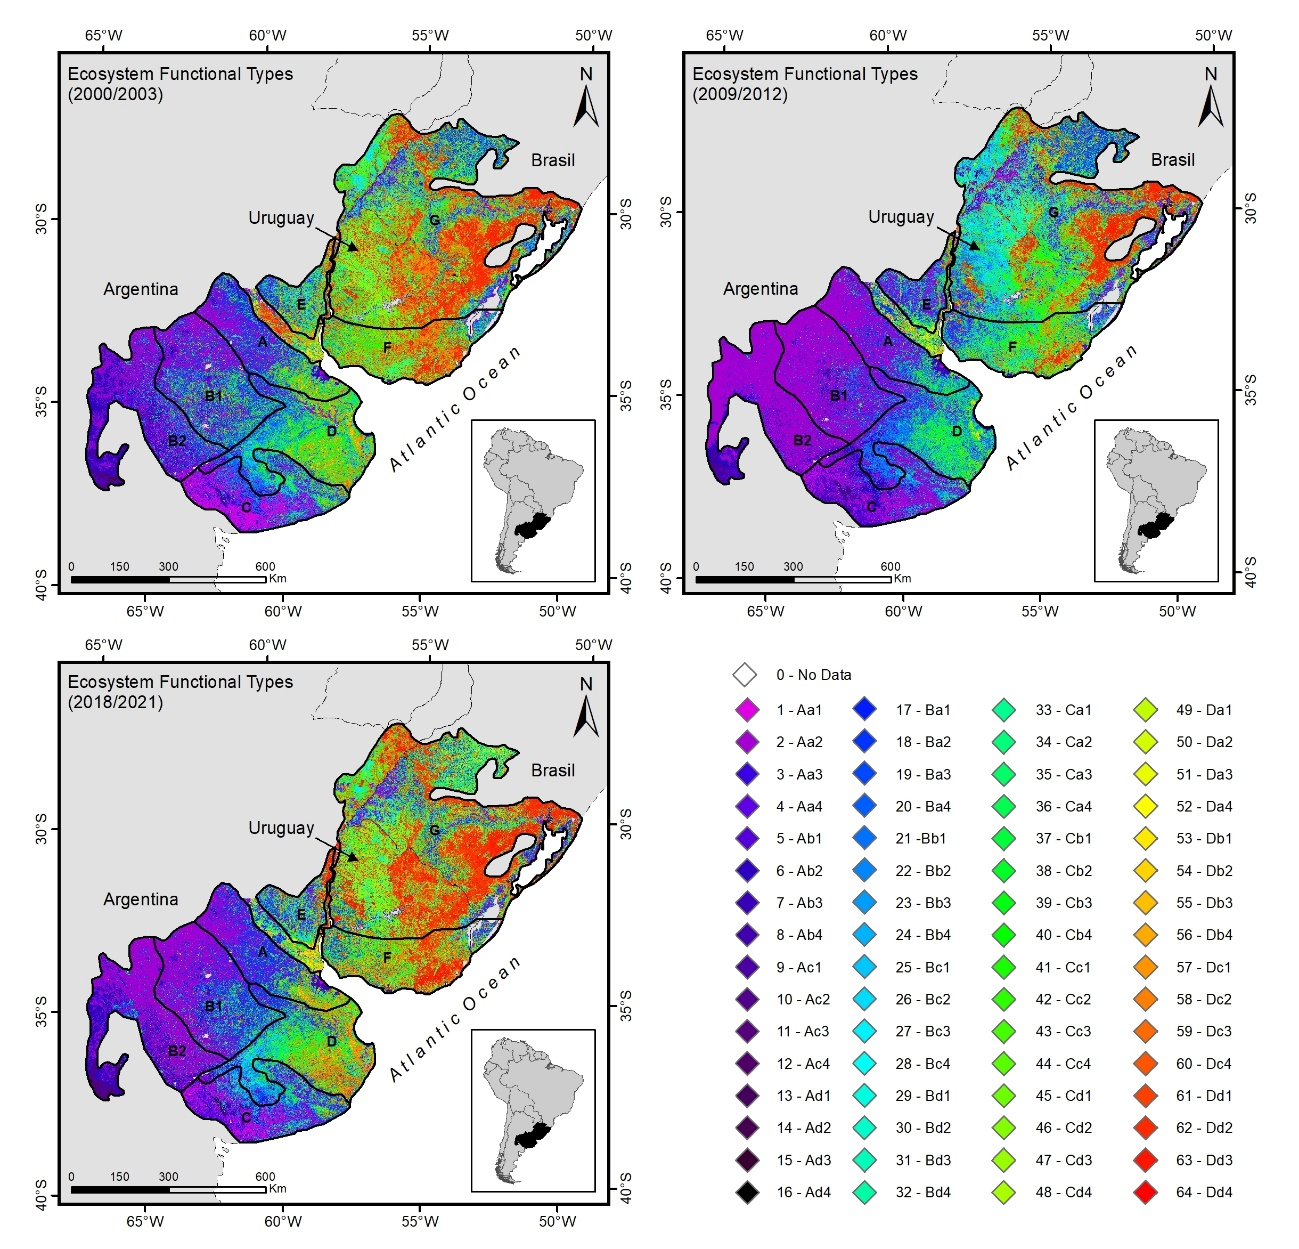 65°W 60°W 55°W 50°W
Ecosystem Functional Types
(2000/2003)
N
Brasil
Uruguay
30°S 30°S
G
Argentina
E
A
F
B1
35°S 35°S
D
B2
Atlantic Ocean
C
0 150 300 600
Km
40°S 40°S
65°W 60°W 55°W 50°W
65°W 60°W 55°W 50°W
Ecosystem Functional Types
(2009/2012)
N
Brasil
Uruguay
30°S 30°S
G
Argentina
E
A
F
B1
35°S 35°S
D
B2
Atlantic Ocean
C
0 150 300 600
Km
40°S 40°S
65°W 60°W 55°W 50°W
65°W 60°W 55°W 50°W
Ecosystem Functional Types
(2018/2021)
N
Brasil
Uruguay
30°S 30°S
G
Argentina
E
A
F
B1
35°S 35°S
D
B2
Atlantic Ocean
C
0 150 300 600
Km
40°S 40°S
65°W 60°W 55°W 50°W
0 - No Data
1 - Aa1
2 - Aa2
3 - Aa3
4 - Aa4
5 - Ab1
6 - Ab2
7 - Ab3
8 - Ab4
9 - Ac1
10 - Ac2
11 - Ac3
12 - Ac4
13 - Ad1
14 - Ad2
15 - Ad3
16 - Ad4
17 - Ba1
18 - Ba2
19 - Ba3
20 - Ba4
21 -Bb1
22 - Bb2
23 - Bb3
24 - Bb4
25 - Bc1
26 - Bc2
27 - Bc3
28 - Bc4
29 - Bd1
30 - Bd2
31 - Bd3
32 - Bd4
33 - Ca1
34 - Ca2
35 - Ca3
36 - Ca4
37 - Cb1
38 - Cb2
39 - Cb3
40 - Cb4
41 - Cc1
42 - Cc2
43 - Cc3
44 - Cc4
45 - Cd1
46 - Cd2
47 - Cd3
48 - Cd4
49 - Da1
50 - Da2
51 - Da3
52 - Da4
53 - Db1
54 - Db2
55 - Db3
56 - Db4
57 - Dc1
58 - Dc2
59 - Dc3
60 - Dc4
61 - Dd1
62 - Dd2
63 - Dd3
64 - Dd4